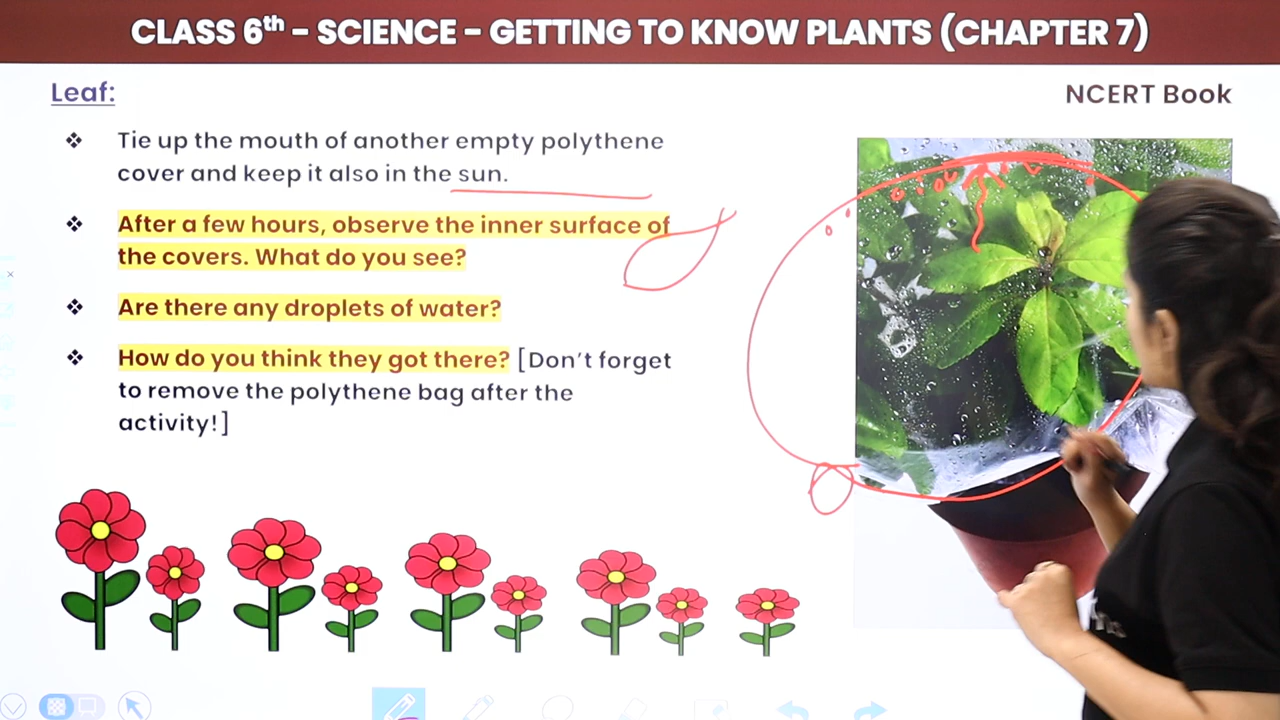 CLASS 6th – SCIENCE – GETTING TO KNOW PLANTS (CHAPTER 7)
Leaf:
NCERT Book
❖ Tie up the mouth of another empty polythene
cover and keep it also in the sun.
❖ After a few hours, observe the inner surface of
the covers. What do you see?
❖ Are there any droplets of water?
❖ How do you think they got there? [Don’t forget
to remove the polythene bag after the
activity!]